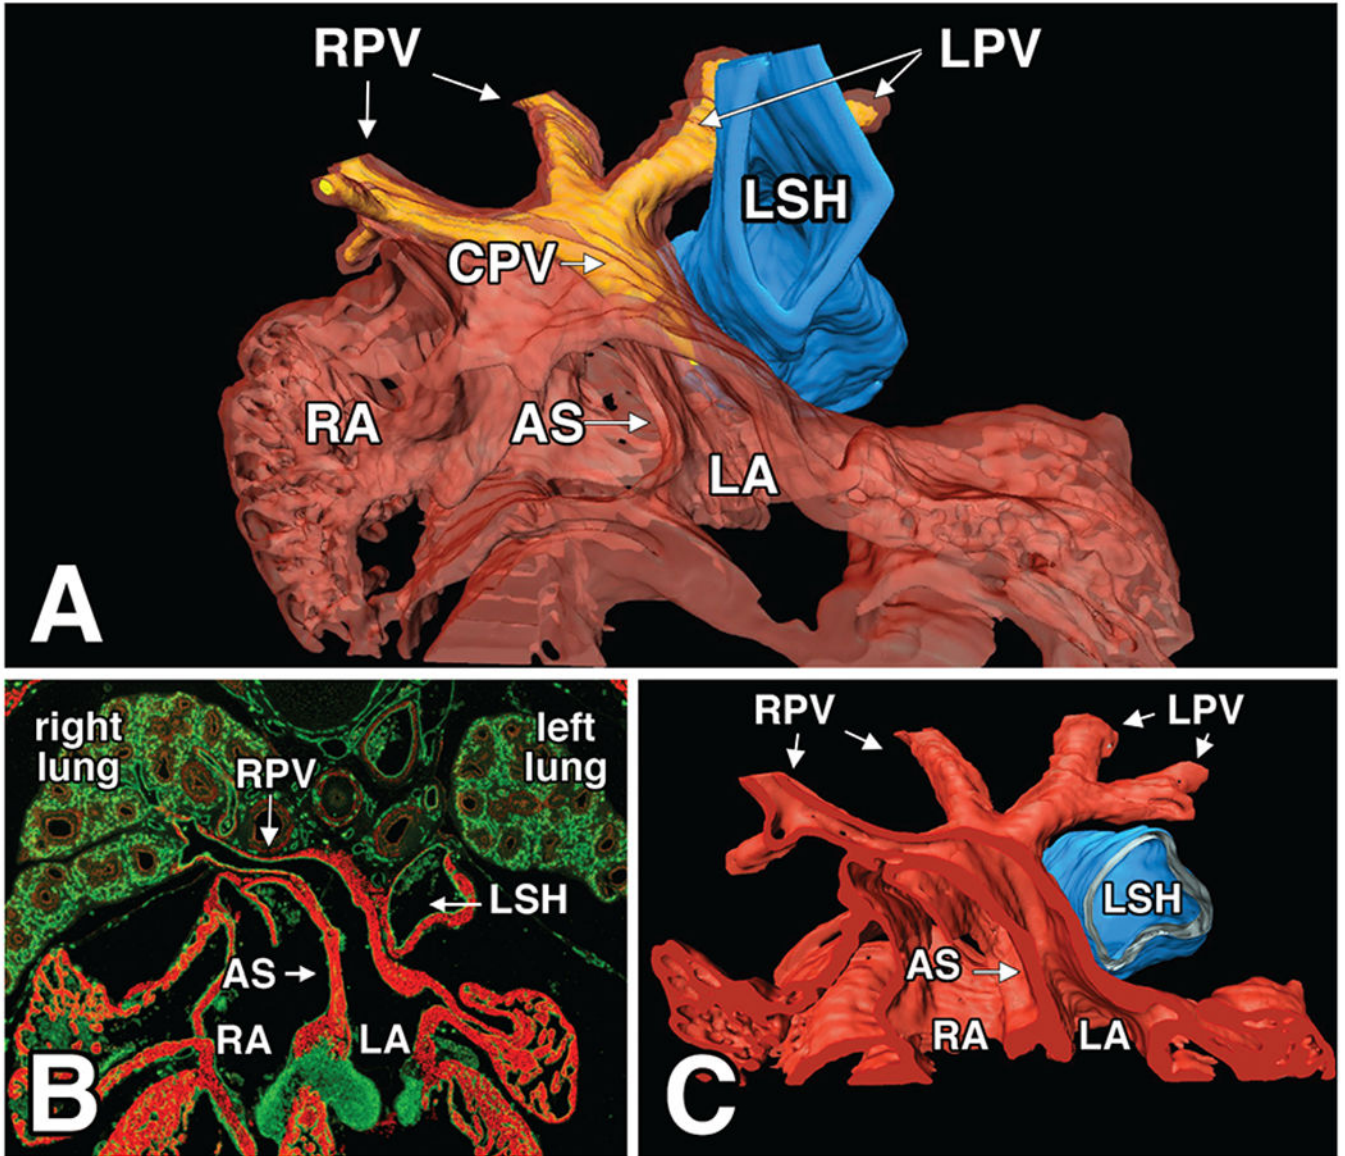 RPV
LPV
LSH
CPV
RA
AS
LA
A
right
lung
left
lung
RPV
LSH
AS
RA
LA
B
RPV
LPV
LSH
AS
RA
LA
C